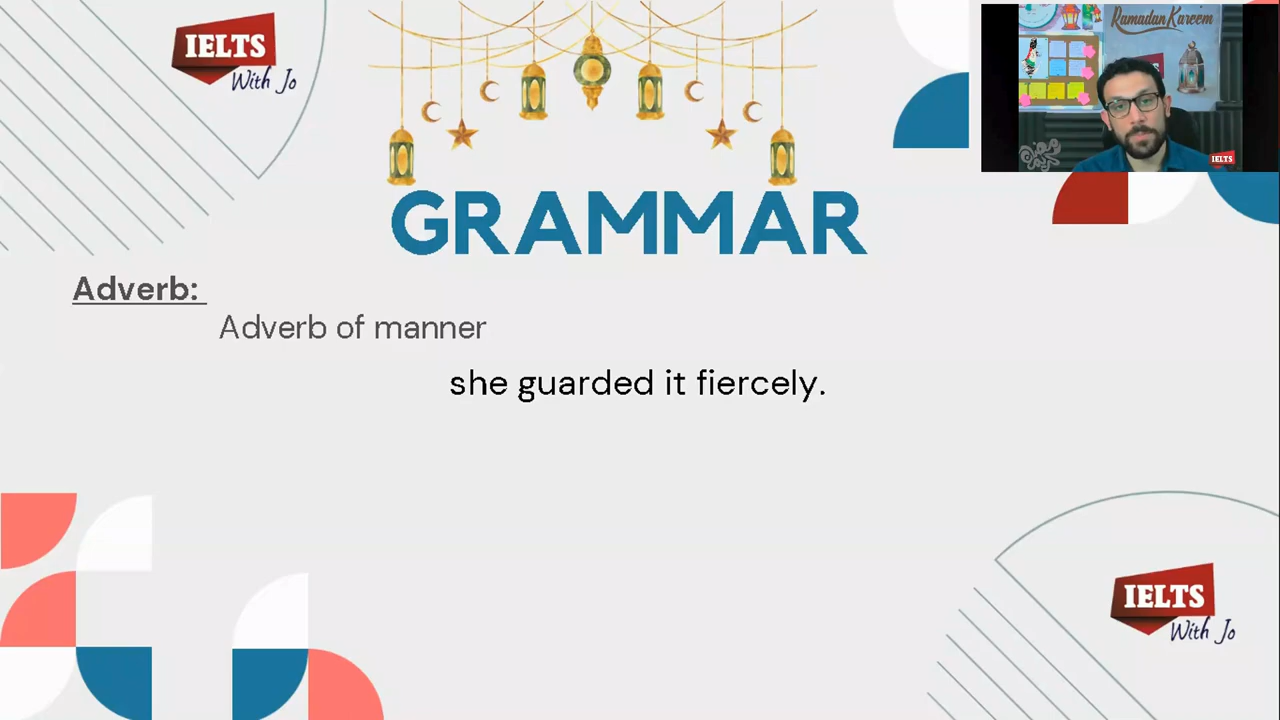 IELTS
With Jo
Ramadan Kareem
IELTS
GRAMMAR
Adverb:
Adverb of manner
she guarded it fiercely.
IELTS
With Jo